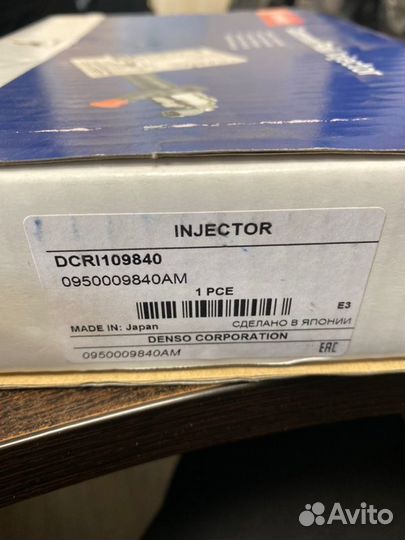 INJECTOR
DCRI109840
0950009840AM
1 PCE
E3
MADE IN: Japan
СДЕЛАНО В ЯПОНИИ
DENSO CORPORATION
0950009840AM
EAC
Avito